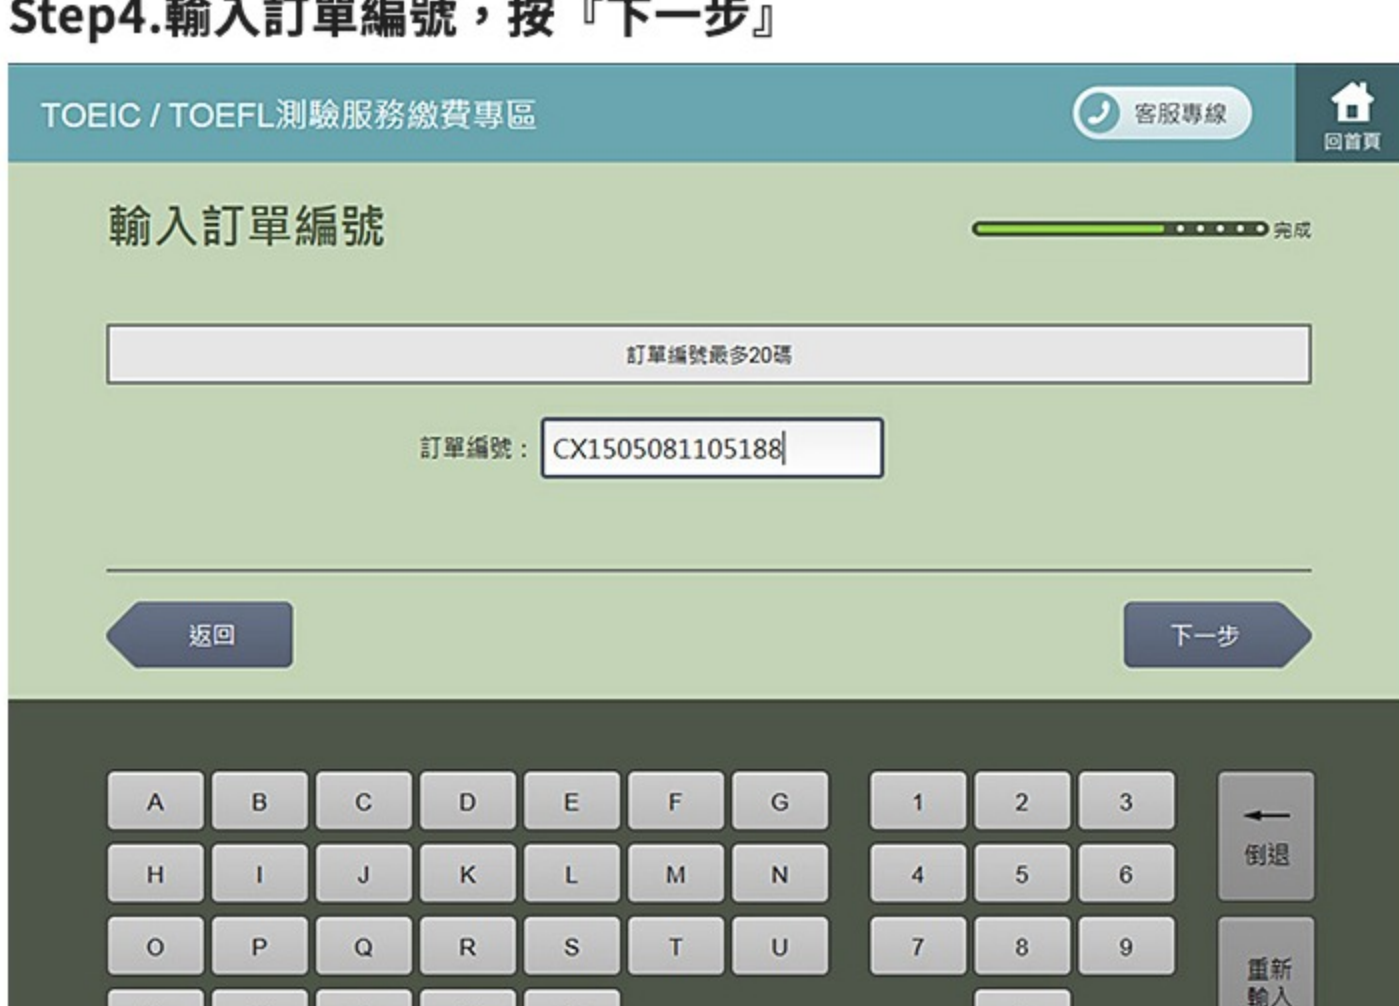 Step4.輸入訂單編號，按『下一步』
TOEIC / TOEFL測驗服務繳費專區
客服專線
回首頁
輸入訂單編號
完成
訂單編號最多20碼
訂單編號：
CX1505081105188
返回
下一步
A B C D E F G 1 2 3
倒退
H I J K L M N 4 5 6
O P Q R S T U 7 8 9
重新
輸入